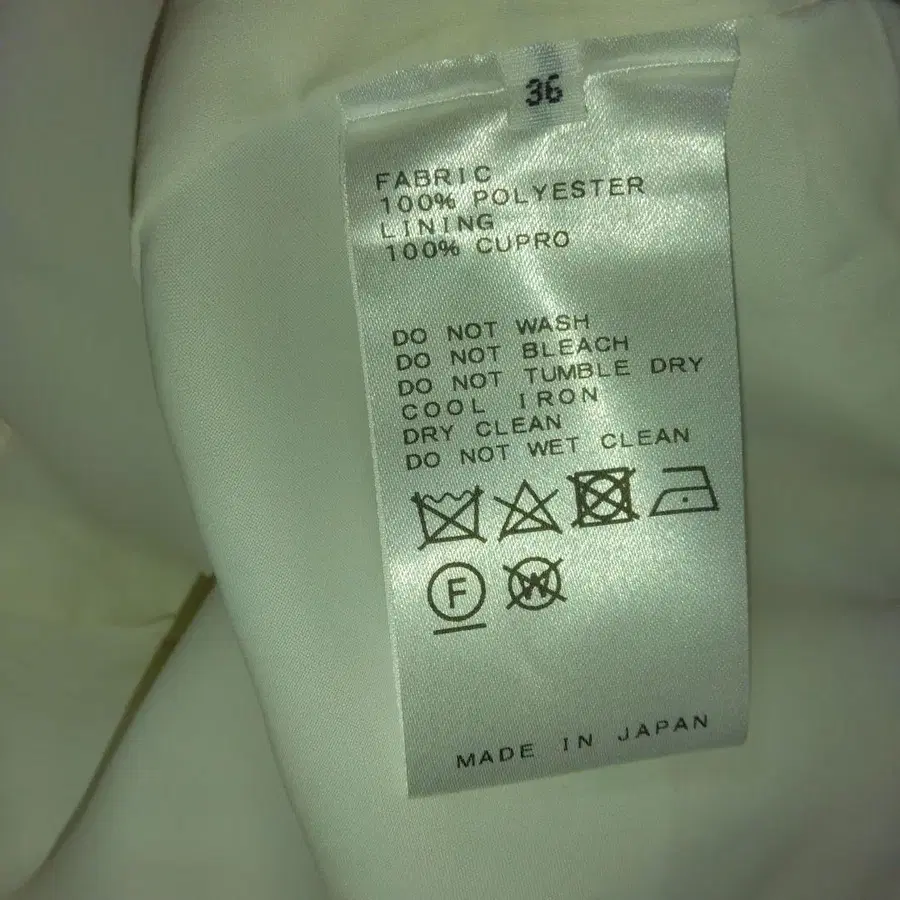 36
FABRIC
100% POLYESTER
LINING
100% CUPRO
DO NOT WASH
DO NOT BLEACH
DO NOT TUMBLE DRY
COOL IRON
DRY CLEAN
DO NOT WET CLEAN
F W
MADE IN JAPAN